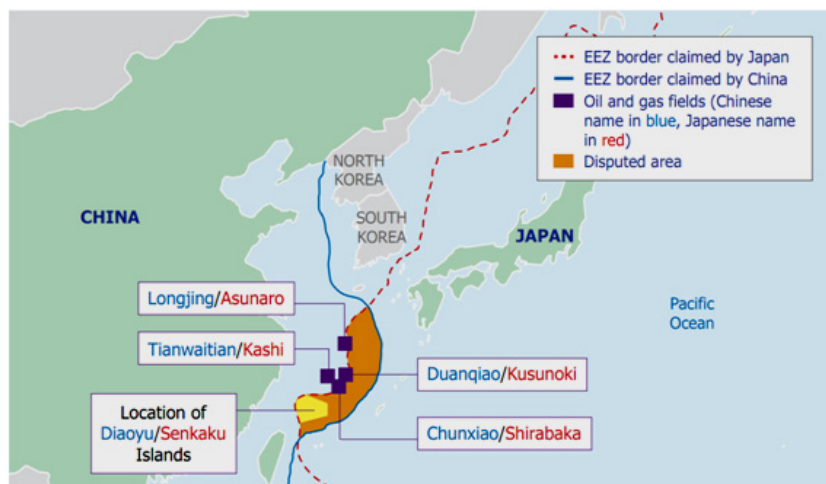 EEZ border claimed by Japan
EEZ border claimed by China
Oil and gas fields (Chinese
name in blue, Japanese name
in red)
Disputed area
NORTH
KOREA
CHINA
SOUTH
KOREA
JAPAN
Longjing/Asunaro
Pacific
Ocean
Tianwaitian/Kashi
Duanqiao/Kusunoki
Location of
Diaoyu/Senkaku
Islands
Chunxiao/Shirabaka